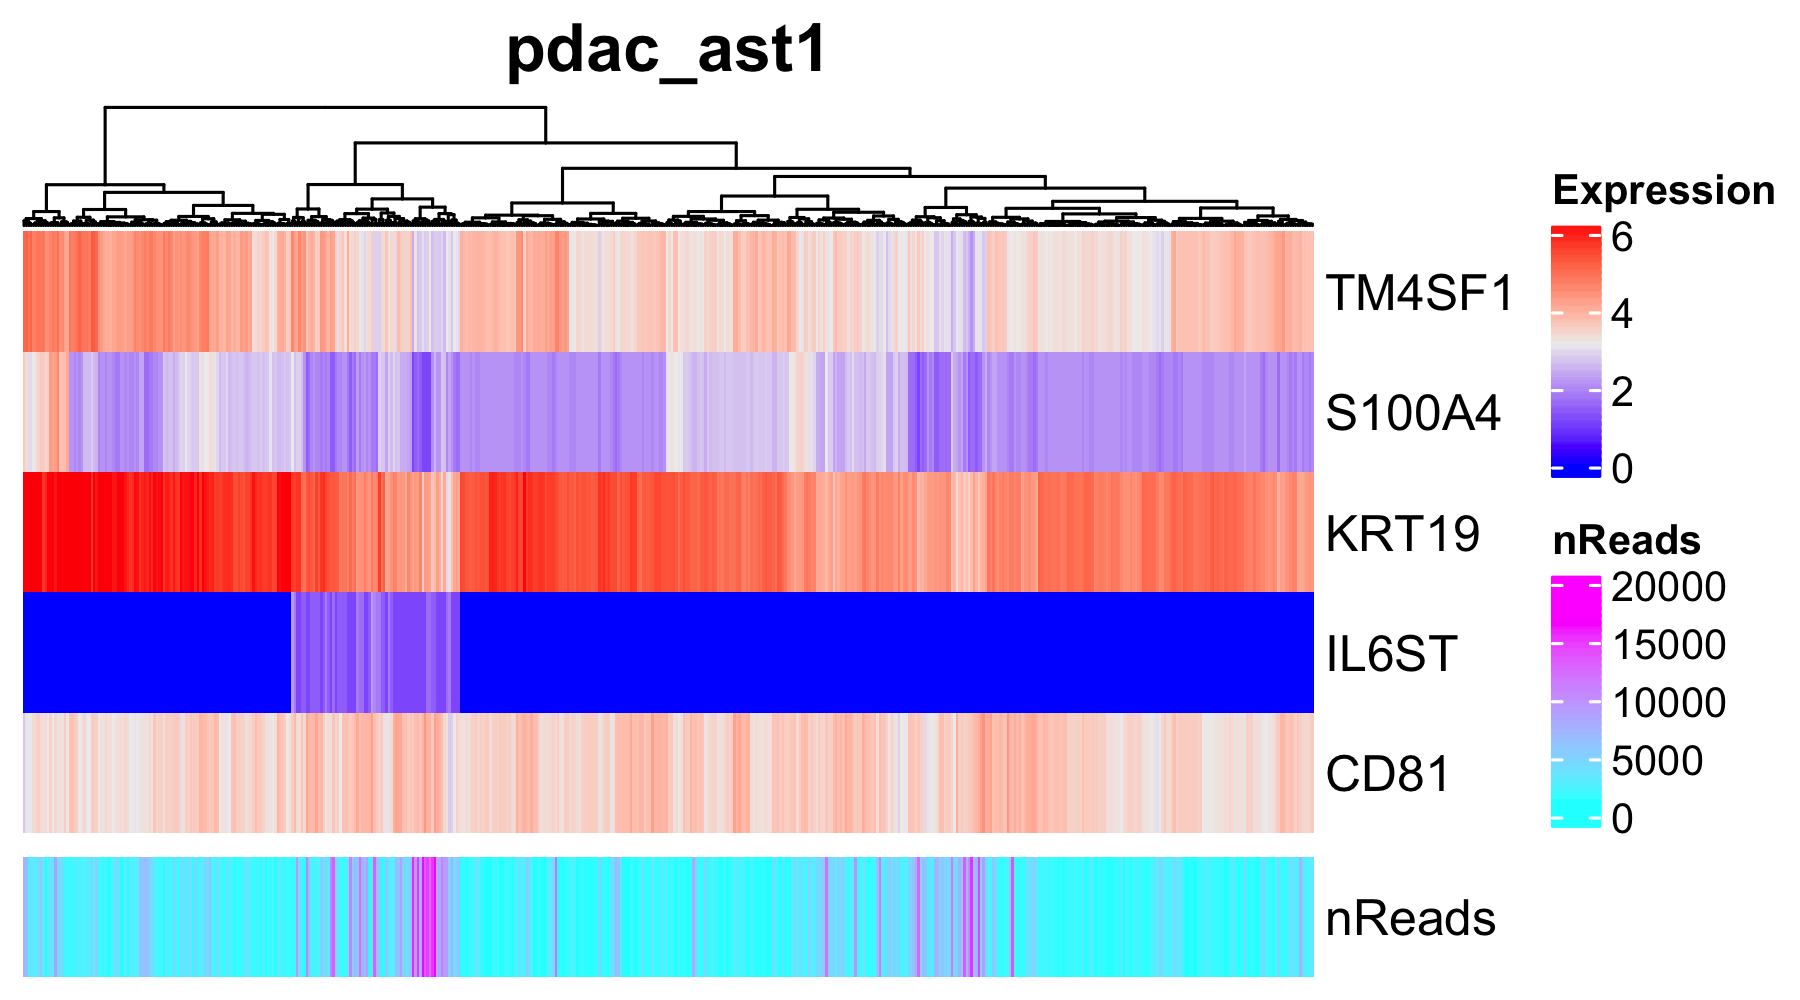 pdac_ast1
TM4SF1
S100A4
KRT19
IL6ST
CD81
nReads
Expression
6
4
2
0
nReads
20000
15000
10000
5000
0